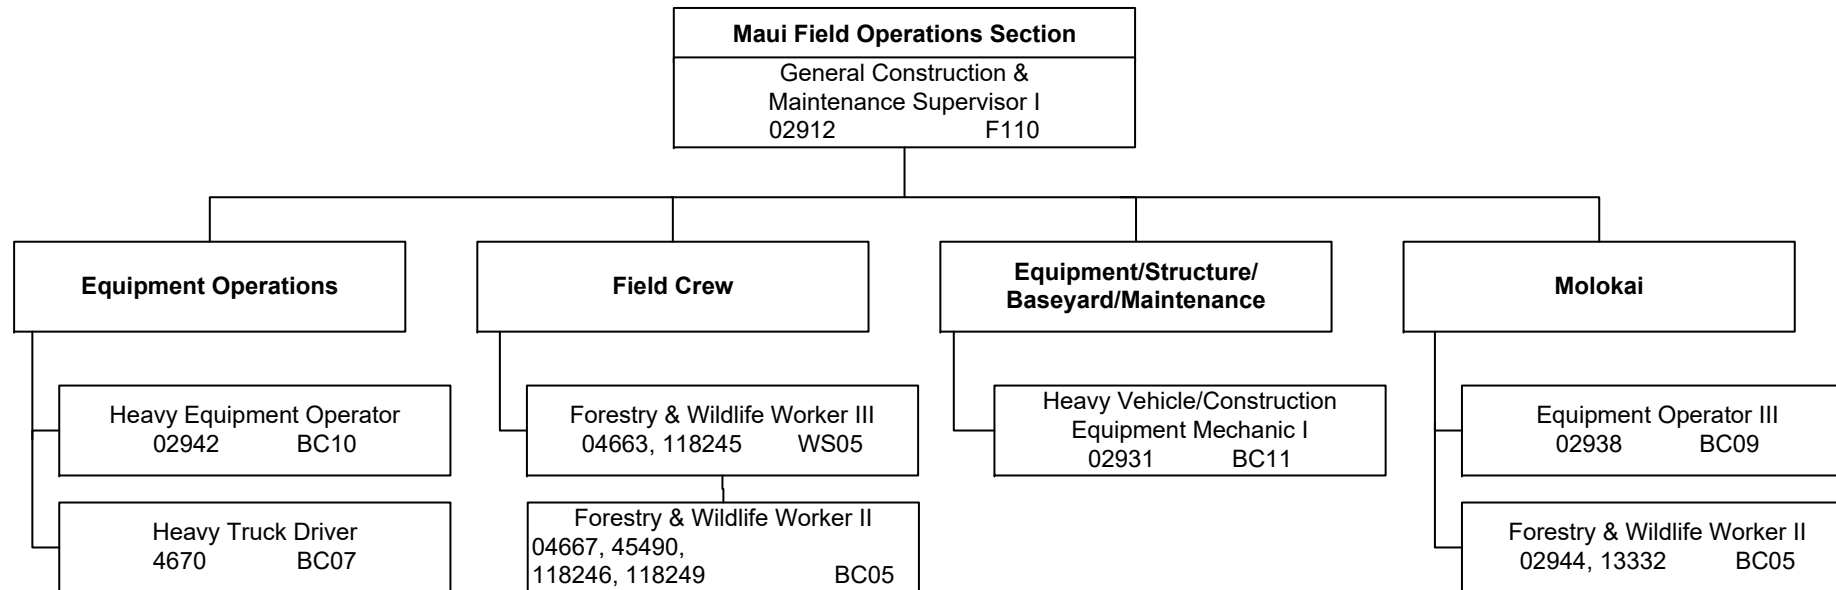 Maui Field Operations Section
General Construction &
Maintenance Supervisor I
02912 F110
Equipment Operations
Field Crew
Equipment/Structure/
Baseyard/Maintenance
Molokai
Heavy Equipment Operator
02942 BC10
Forestry & Wildlife Worker III
04663, 118245 WS05
Heavy Vehicle/Construction
Equipment Mechanic I
02931 BC11
Equipment Operator III
02938 BC09
Heavy Truck Driver
4670 BC07
Forestry & Wildlife Worker II
04667, 45490,
118246, 118249 BC05
Forestry & Wildlife Worker II
02944, 13332 BC05